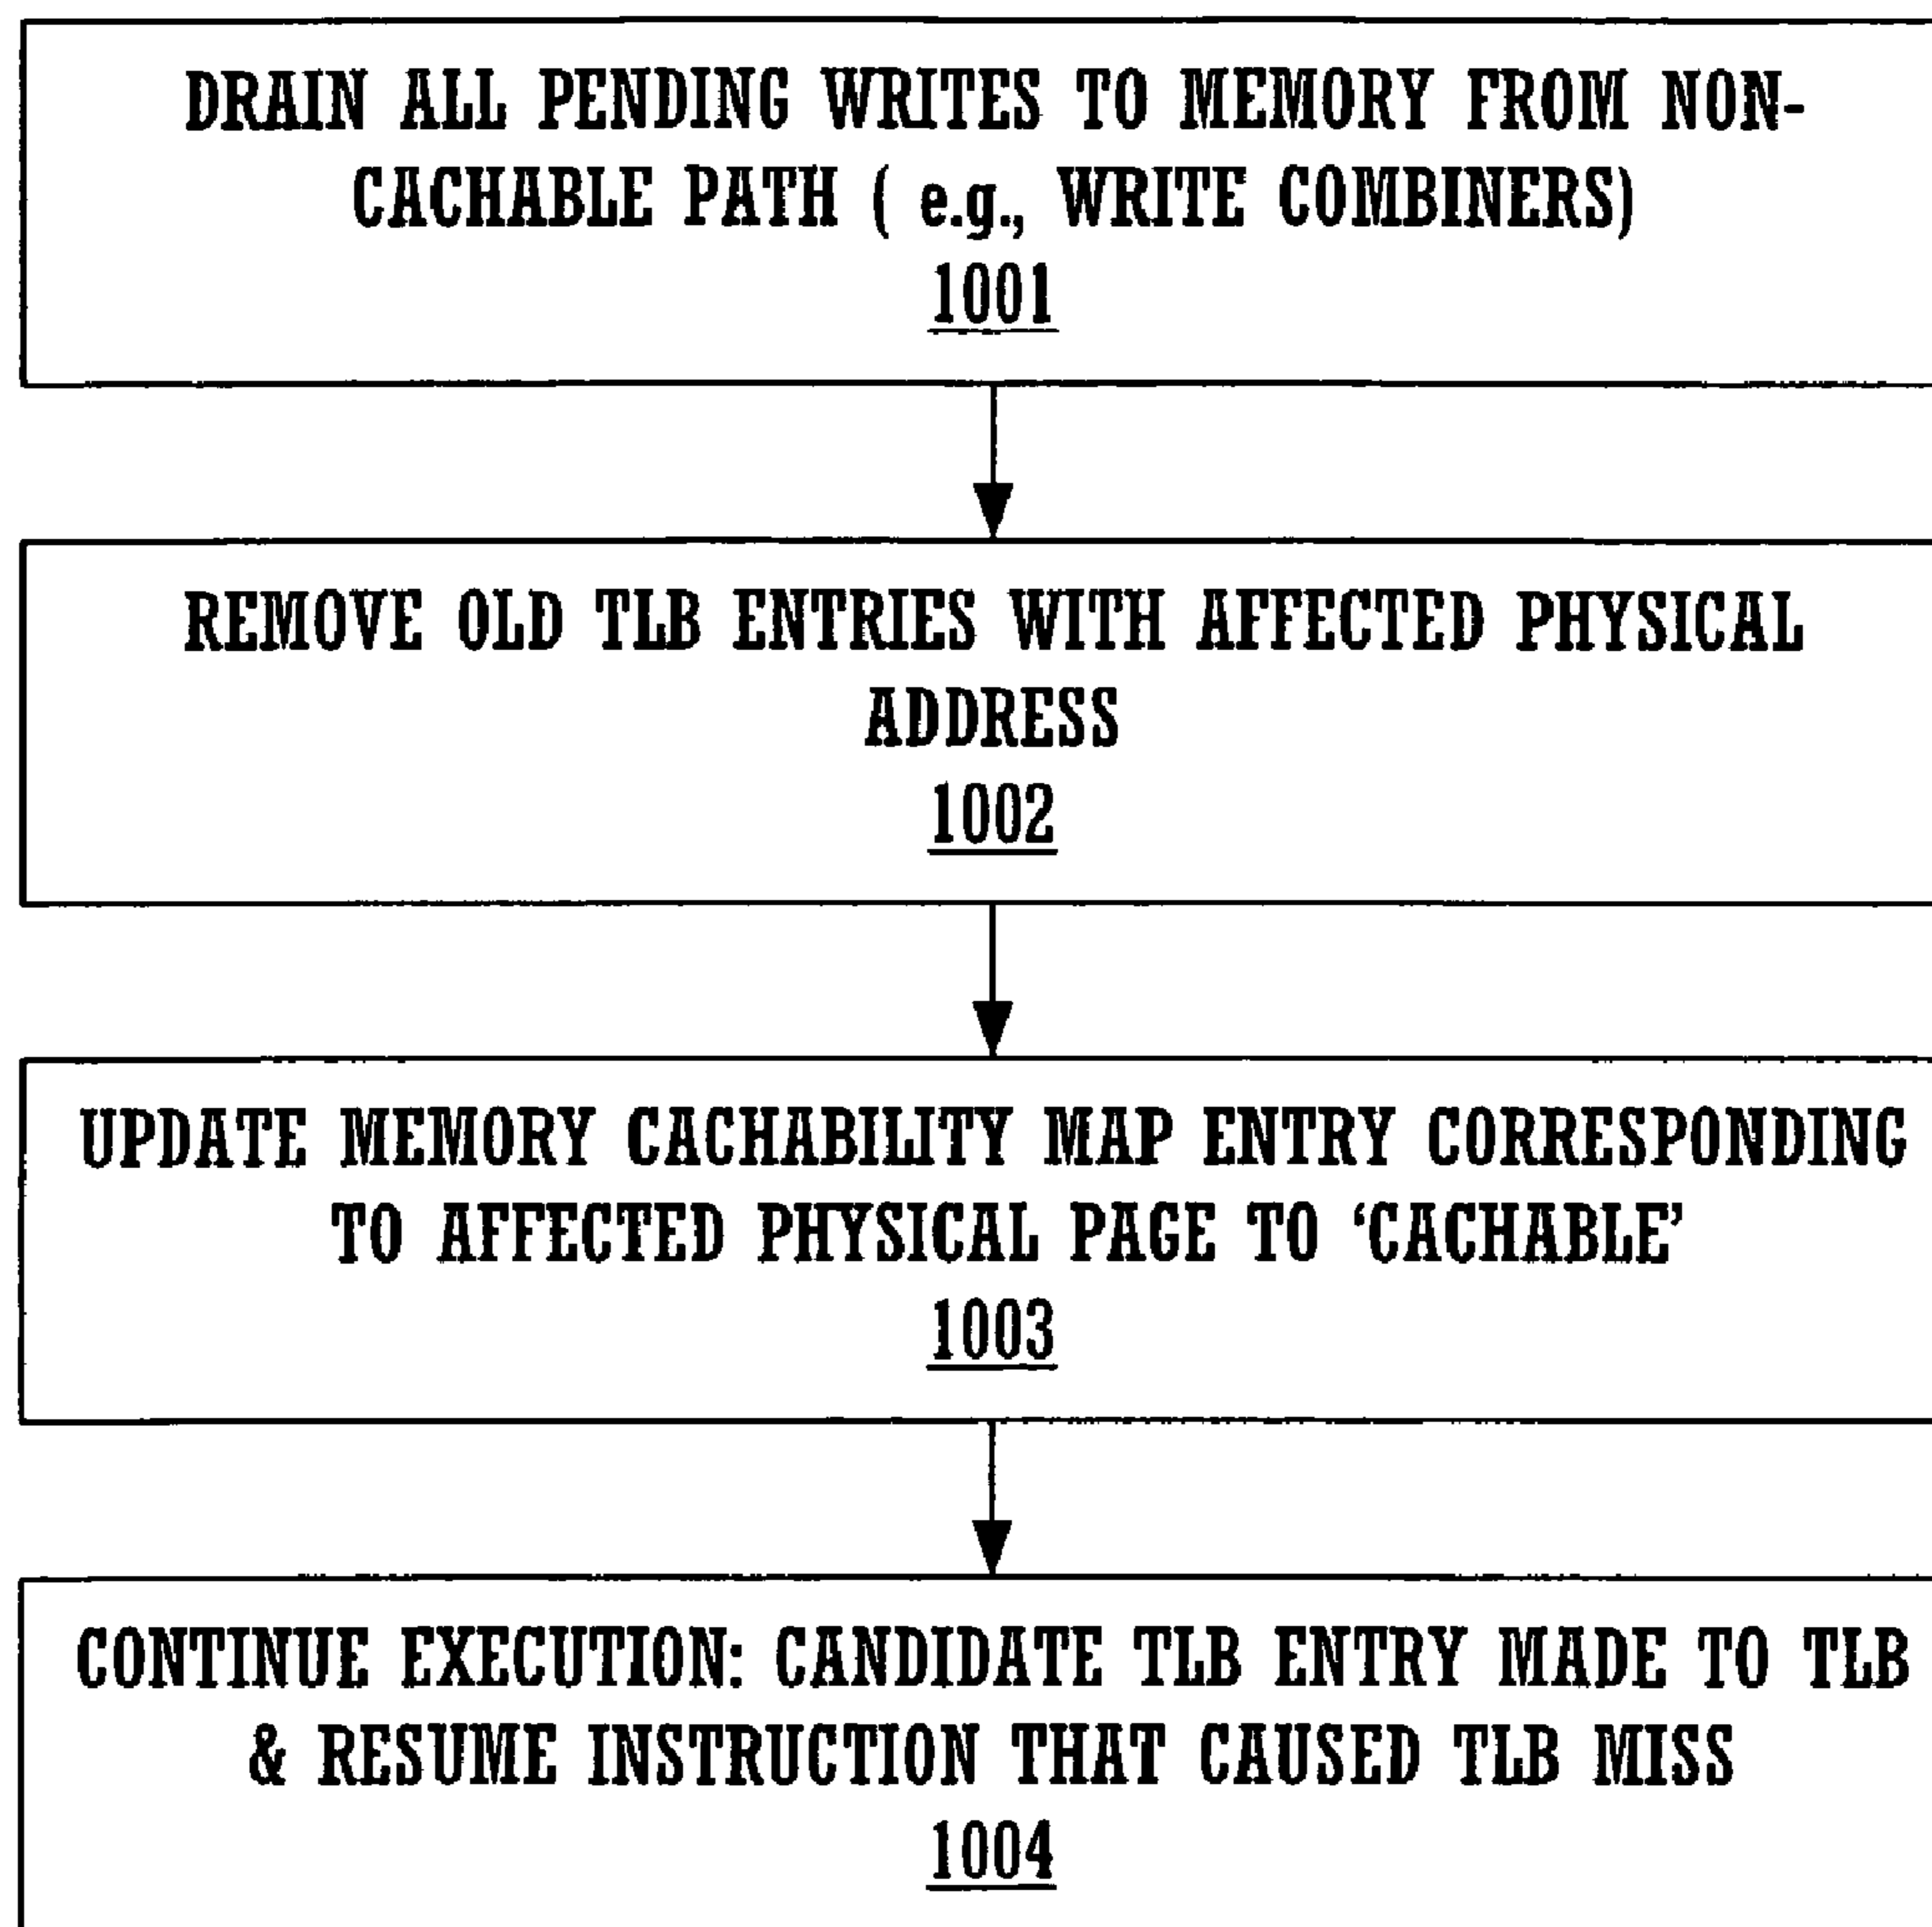 DRAIN ALL PENDING WRITES TO MEMORY FROM NON-
CACHABLE PATH ( e.g., WRITE COMBINERS)
1001
REMOVE OLD TLB ENTRIES WITH AFFECTED PHYSICAL
ADDRESS
1002
UPDATE MEMORY CACHABILITY MAP ENTRY CORRESPONDING
TO AFFECTED PHYSICAL PAGE TO ‘CACHABLE’
1003
CONTINUE EXECUTION: CANDIDATE TLB ENTRY MADE TO TLB
& RESUME INSTRUCTION THAT CAUSED TLB MISS
1004